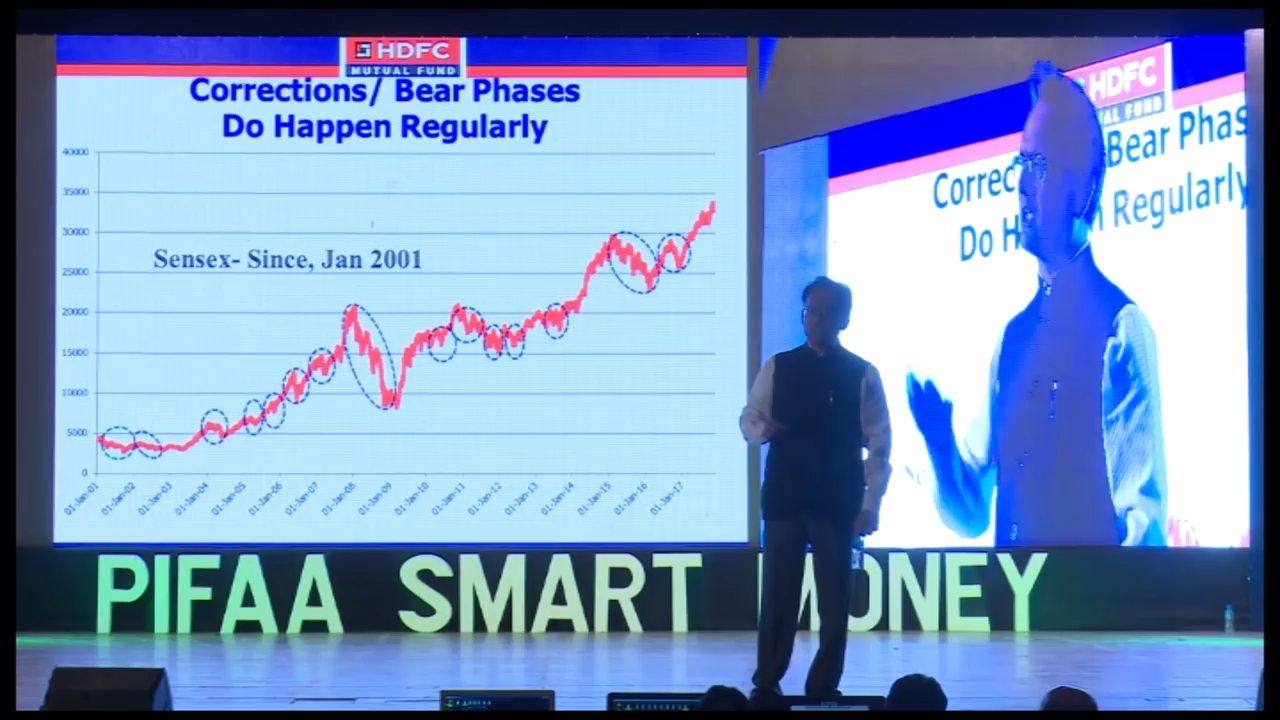 HDFC
MUTUAL FUND
Corrections/ Bear Phases
Do Happen Regularly
40000
35000
30000
25000
20000
15000
10000
5000
0
Sensex- Since, Jan 2001
01-Jan-01
01-Jan-02
01-Jan-03
01-Jan-04
01-Jan-05
01-Jan-06
01-Jan-07
01-Jan-08
01-Jan-09
01-Jan-10
01-Jan-11
01-Jan-12
01-Jan-13
01-Jan-14
01-Jan-15
01-Jan-16
01-Jan-17
HDFC
AL FUND
Correc Bear Phas
Do H n Regularly
PIFAA SMART MONEY